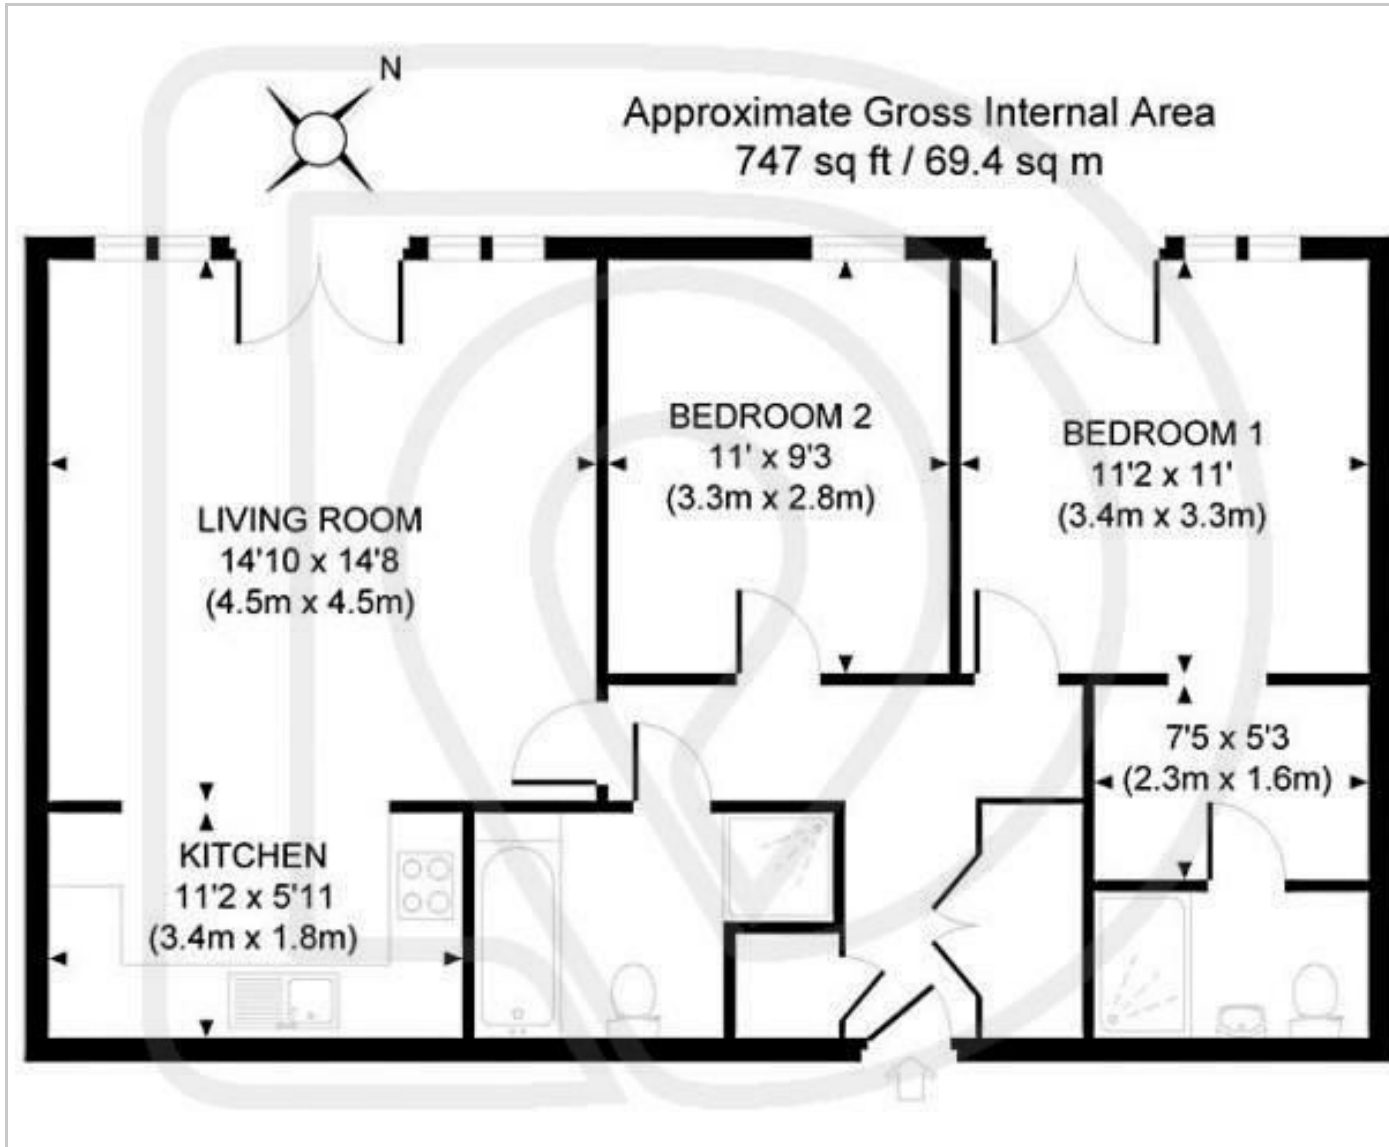 N
Approximate Gross Internal Area
747 sq ft / 69.4 sq m
BEDROOM 2
11' x 9'3
(3.3m x 2.8m)
BEDROOM 1
11'2 x 11'
(3.4m x 3.3m)
LIVING ROOM
14'10 x 14'8
(4.5m x 4.5m)
7'5 x 5'3
(2.3m x 1.6m)
KITCHEN
11'2 x 5'11
(3.4m x 1.8m)